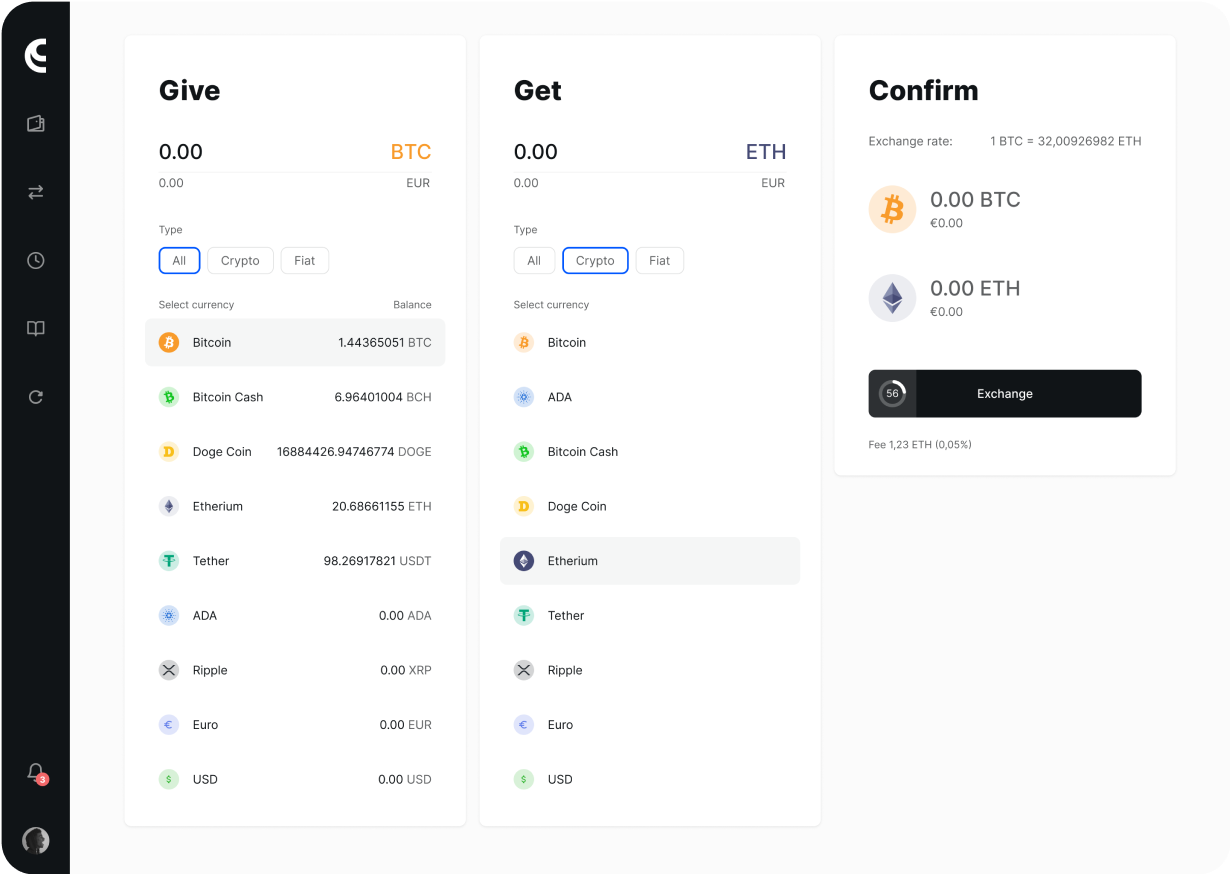 Give
0.00 BTC
0.00 EUR
Type
All Crypto Fiat
Select currency Balance
Bitcoin 1.44365051 BTC
Bitcoin Cash 6.96401004 BCH
Doge Coin 16884426.94746774 DOGE
Etherium 20.68661155 ETH
Tether 98.26917821 USDT
ADA 0.00 ADA
Ripple 0.00 XRP
Euro 0.00 EUR
USD 0.00 USD
Get
0.00 ETH
0.00 EUR
Type
All Crypto Fiat
Select currency
Bitcoin
ADA
Bitcoin Cash
Doge Coin
Etherium
Tether
Ripple
Euro
USD
Confirm
Exchange rate: 1 BTC = 32,00926982 ETH
0.00 BTC
€0.00
0.00 ETH
€0.00
56 Exchange
Fee 1,23 ETH (0,05%)
3